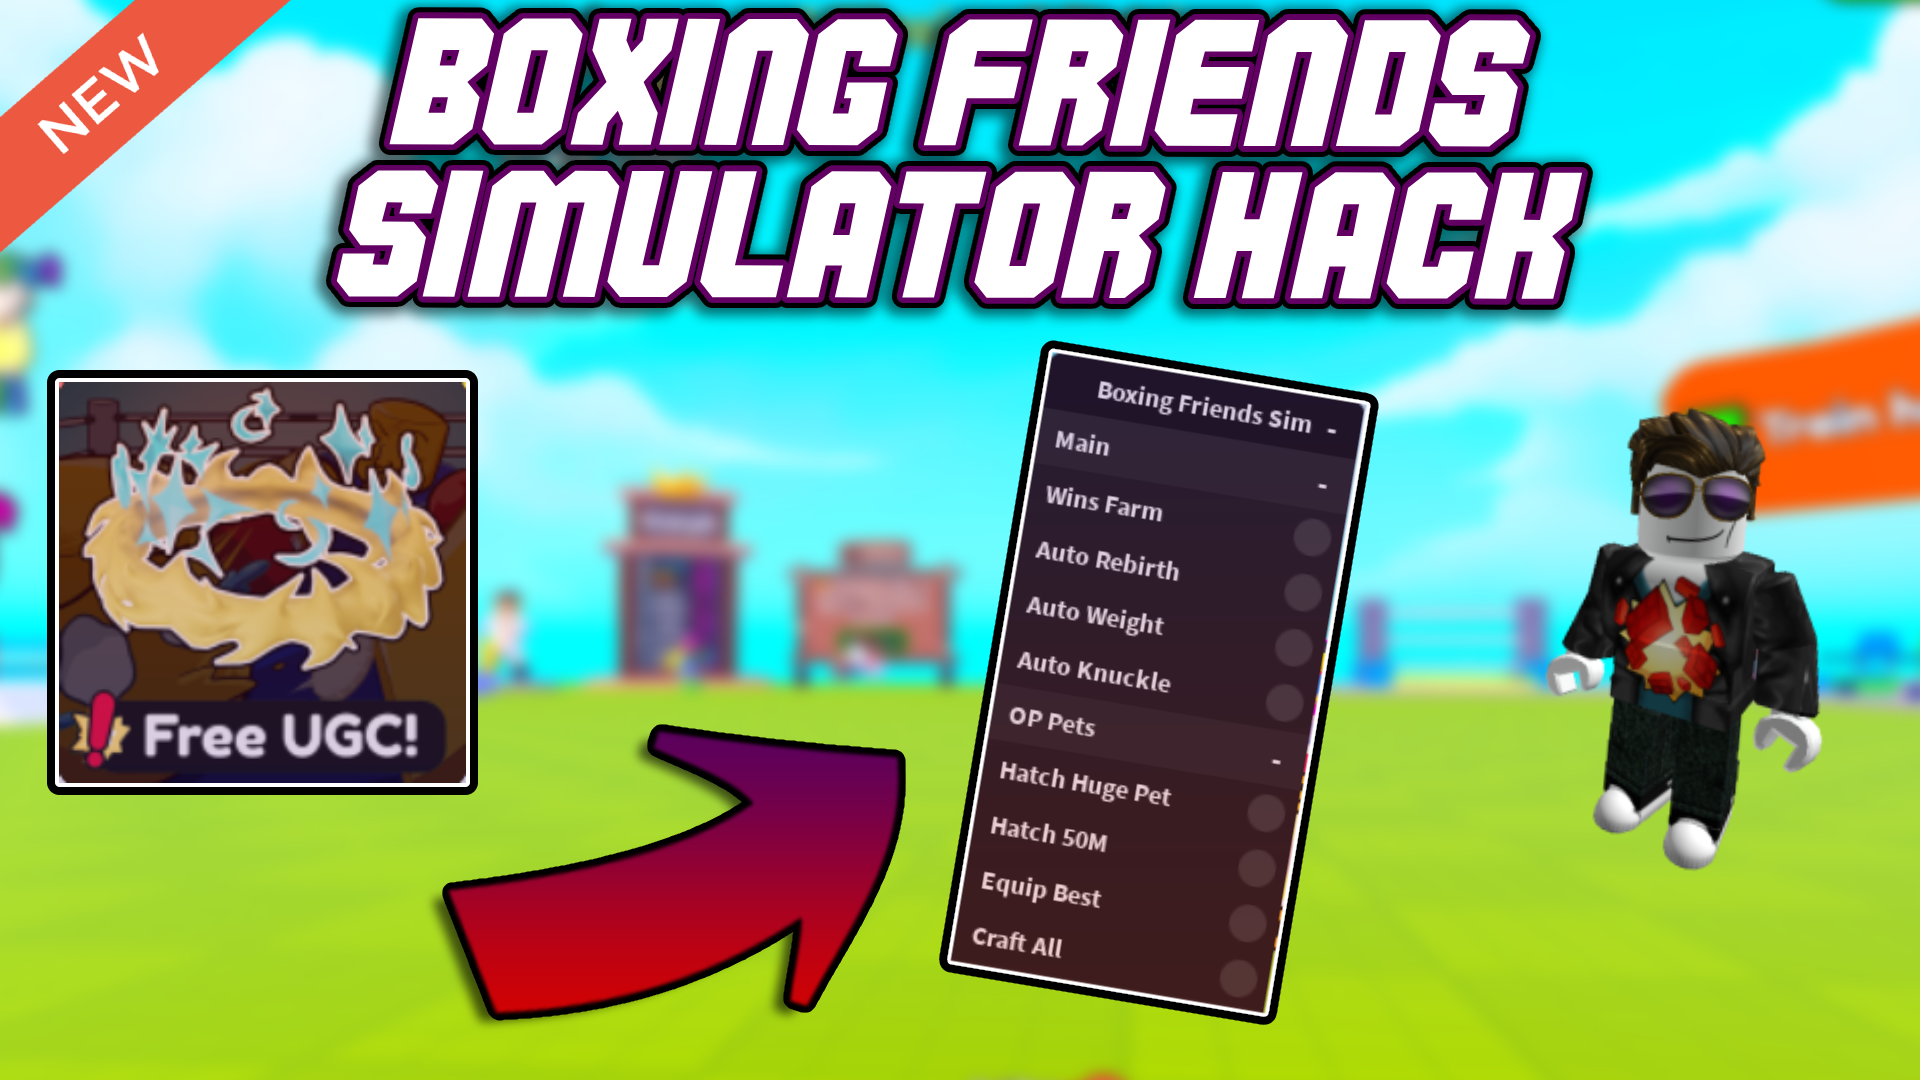 NEW
BOXING FRIENDS
SIMULATOR HACK
Free UGC!
Boxing Friends Sim -
Main -
Wins Farm
Auto Rebirth
Auto Weight
Auto Knuckle
OP Pets -
Hatch Huge Pet
Hatch 50M
Equip Best
Craft All
Train